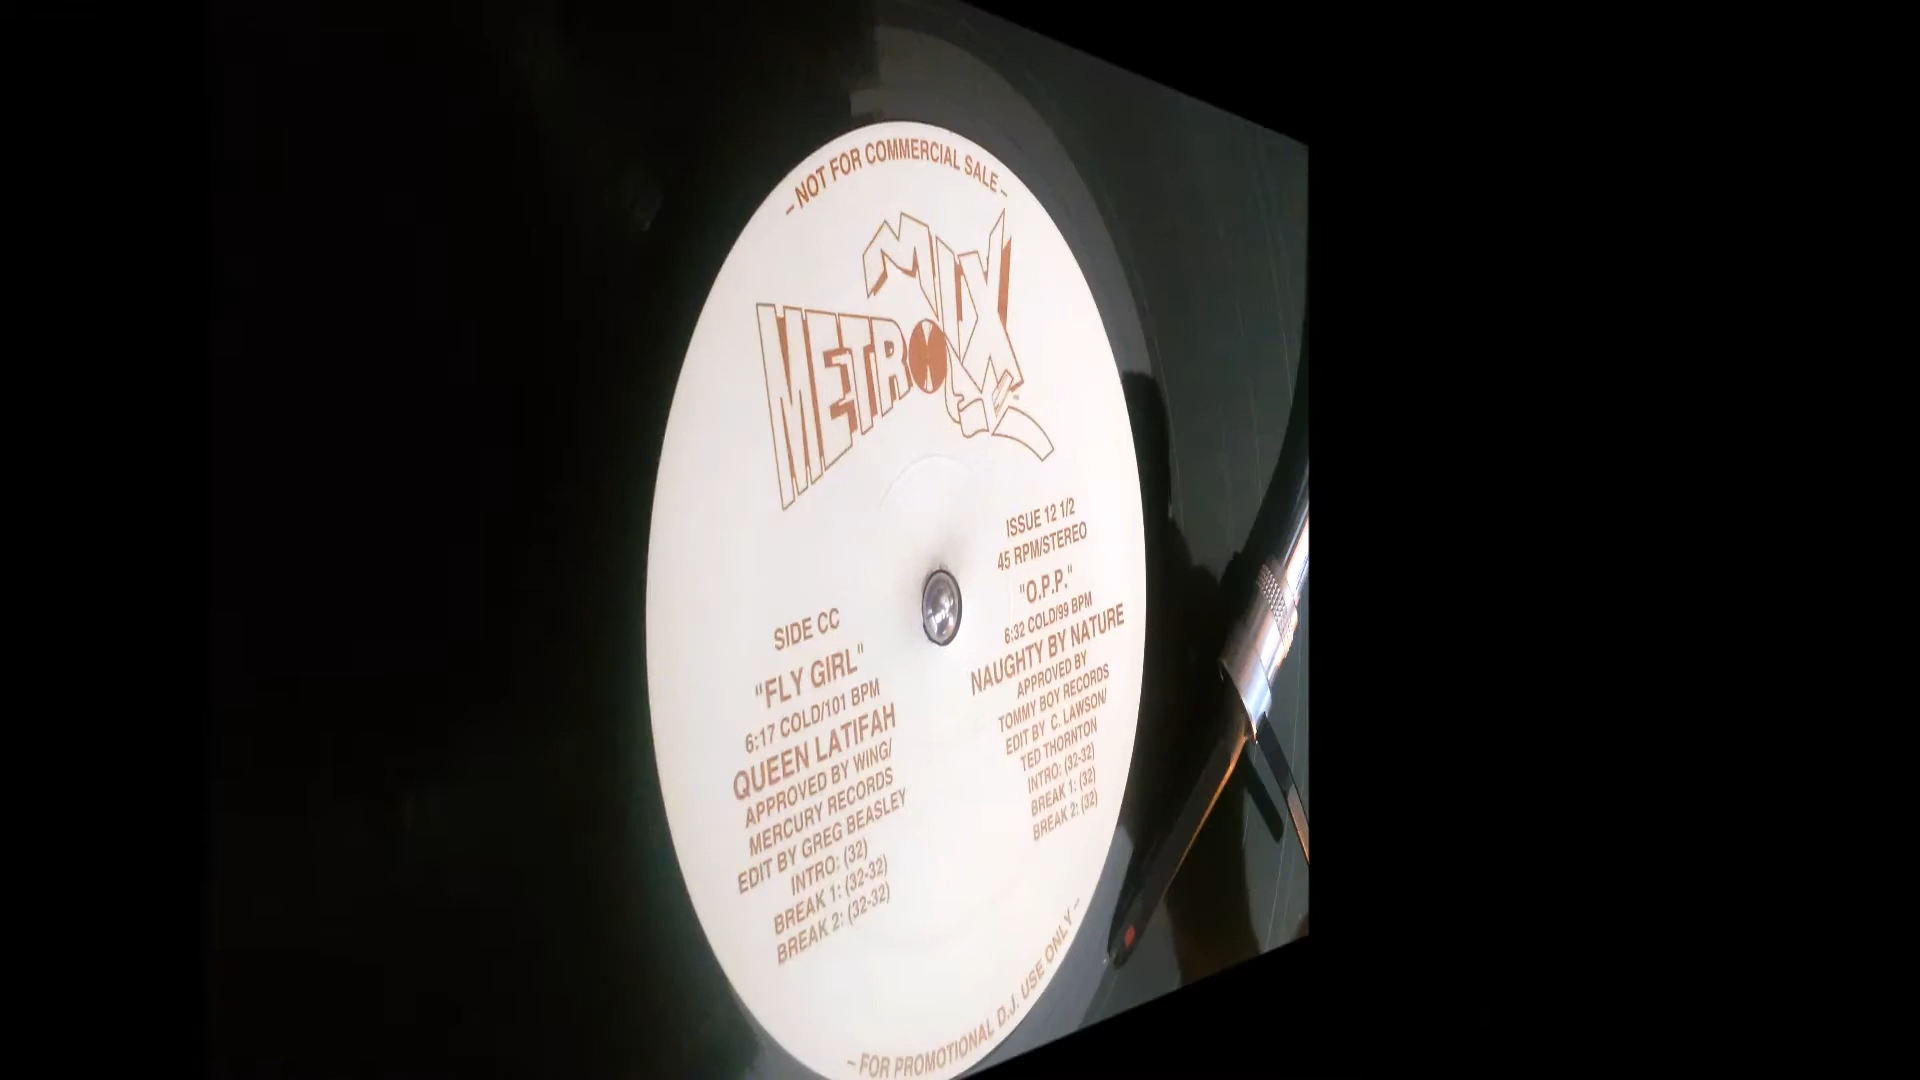 – NOT FOR COMMERCIAL SALE –
METRO MIX
SIDE CC
"FLY GIRL"
6:17 COLD/101 BPM
QUEEN LATIFAH
APPROVED BY WING/
MERCURY RECORDS
EDIT BY GREG BEASLEY
INTRO: (32)
BREAK 1: (32-32)
BREAK 2: (32-32)
ISSUE 12 1/2
45 RPM/STEREO
"O.P.P."
6:32 COLD/99 BPM
NAUGHTY BY NATURE
APPROVED BY
TOMMY BOY RECORDS
EDIT BY C. LAWSON/
TED THORNTON
INTRO: (32-32)
BREAK 1: (32)
BREAK 2: (32)
– FOR PROMOTIONAL D.J. USE ONLY –